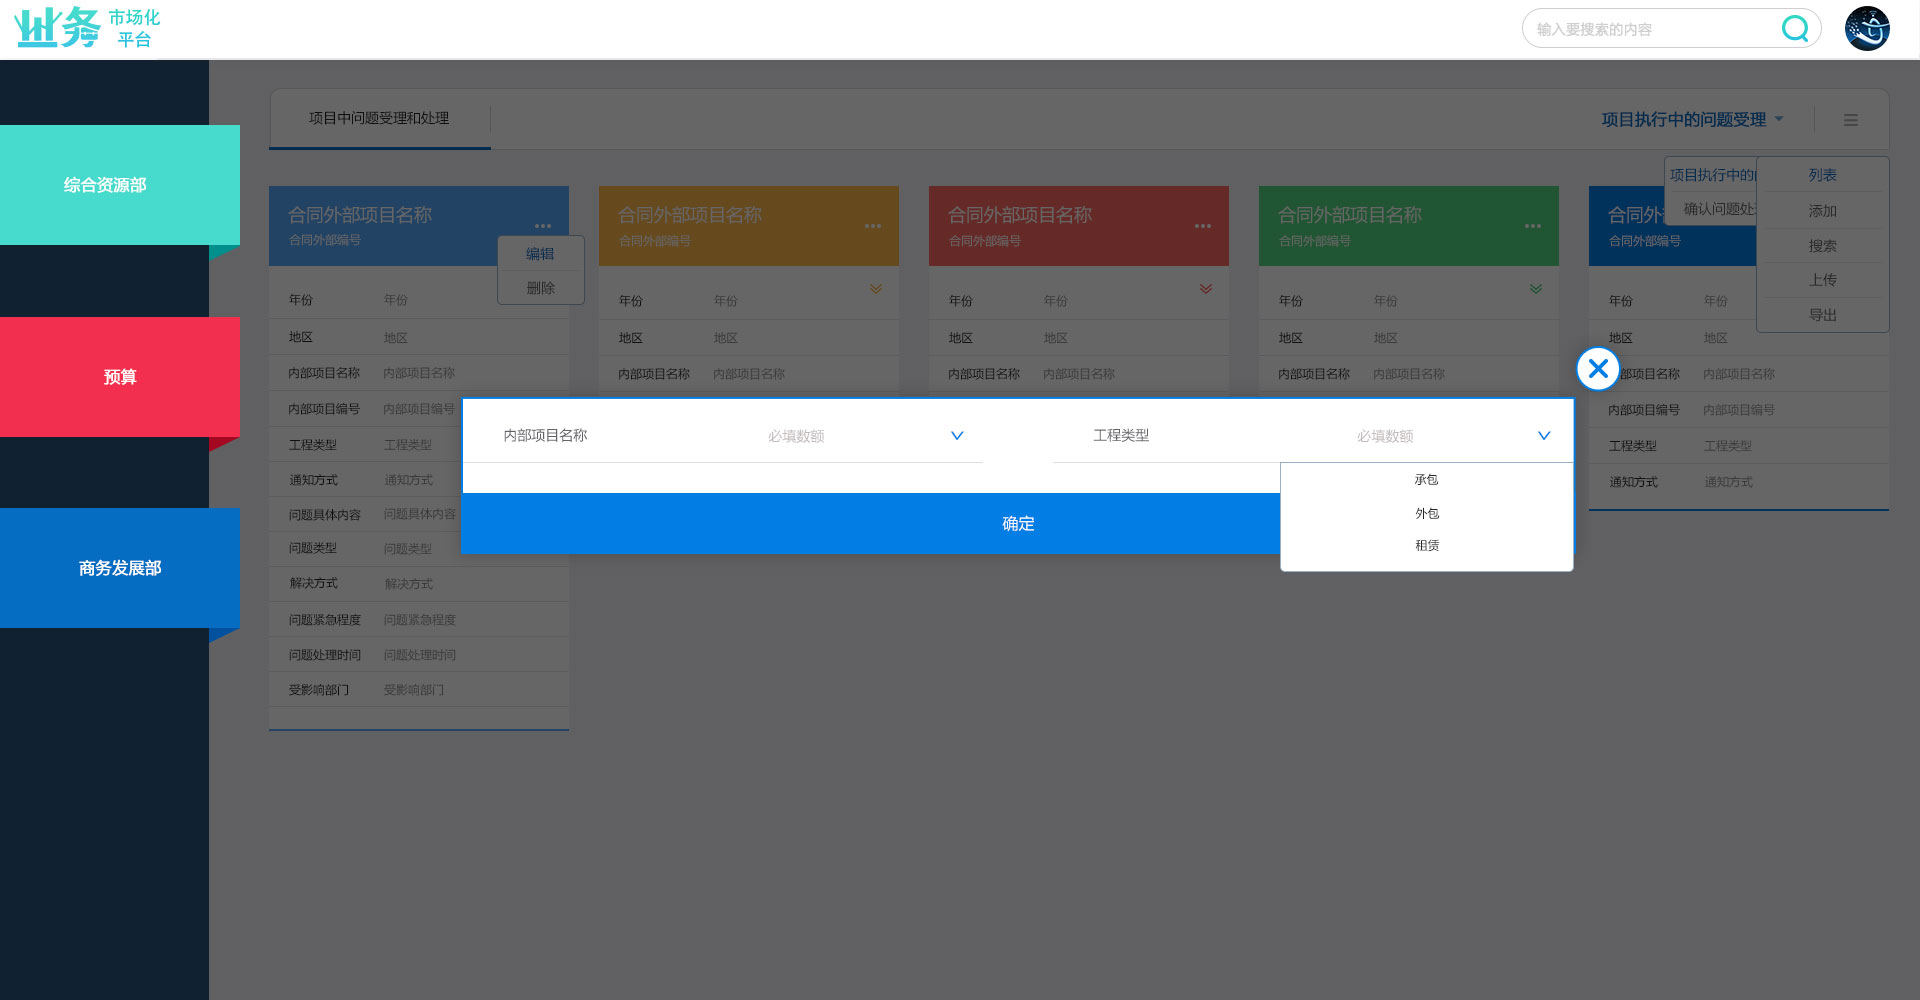 业务
市场化
平台
输入要搜索的内容
综合资源部
预算
商务发展部
项目中问题受理和处理
项目执行中的问题受理
项目执行中的
确认问题处
列表
添加
搜索
上传
导出
合同外部项目名称
合同外部编号
编辑
删除
年份 年份
地区 地区
内部项目名称 内部项目名称
内部项目编号 内部项目编号
工程类型 工程类型
通知方式 通知方式
问题具体内容 问题具体内容
问题类型 问题类型
解决方式 解决方式
问题紧急程度 问题紧急程度
问题处理时间 问题处理时间
受影响部门 受影响部门
合同外部项目名称
合同外部编号
年份 年份
地区 地区
内部项目名称 内部项目名称
合同外部项目名称
合同外部编号
年份 年份
地区 地区
内部项目名称 内部项目名称
合同外部项目名称
合同外部编号
年份 年份
地区 地区
内部项目名称 内部项目名称
合同外
合同外部编号
年份 年份
地区 地区
部项目名称 内部项目名称
内部项目编号 内部项目编号
工程类型 工程类型
通知方式 通知方式
内部项目名称 必填数额
工程类型 必填数额
承包
外包
租赁
确定